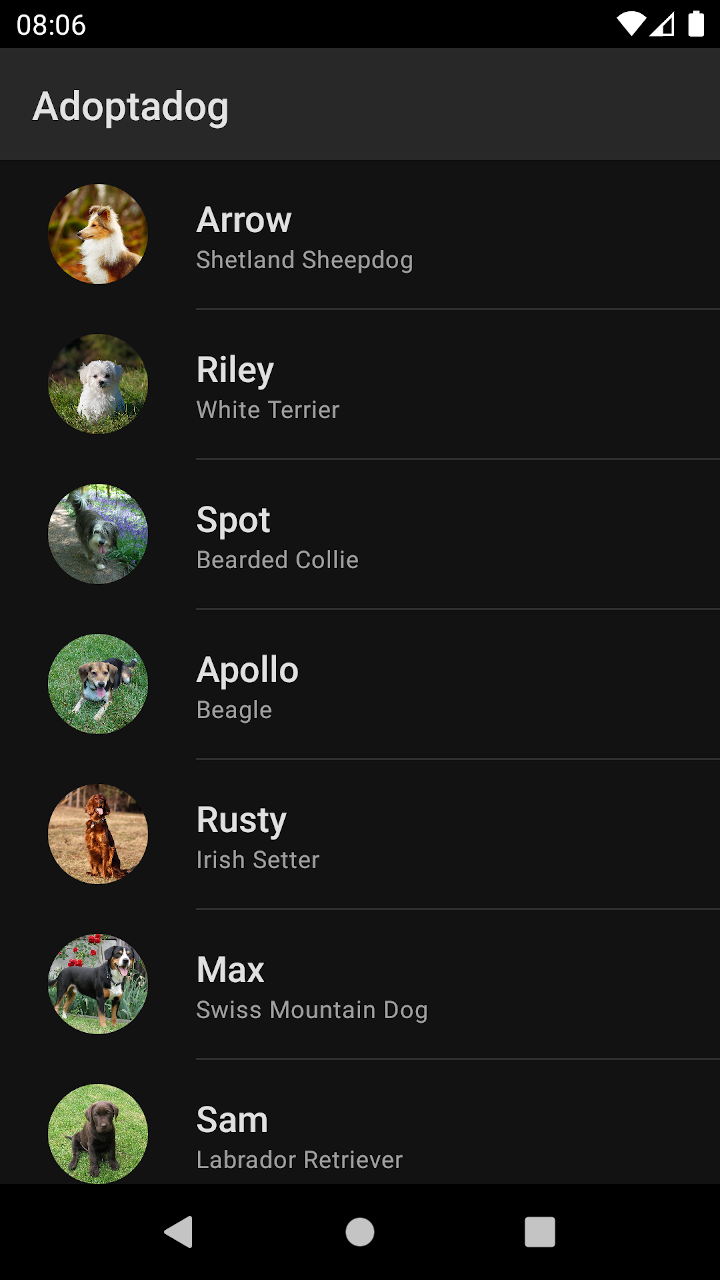 08:06
Adoptadog
Arrow
Shetland Sheepdog
Riley
White Terrier
Spot
Bearded Collie
Apollo
Beagle
Rusty
Irish Setter
Max
Swiss Mountain Dog
Sam
Labrador Retriever